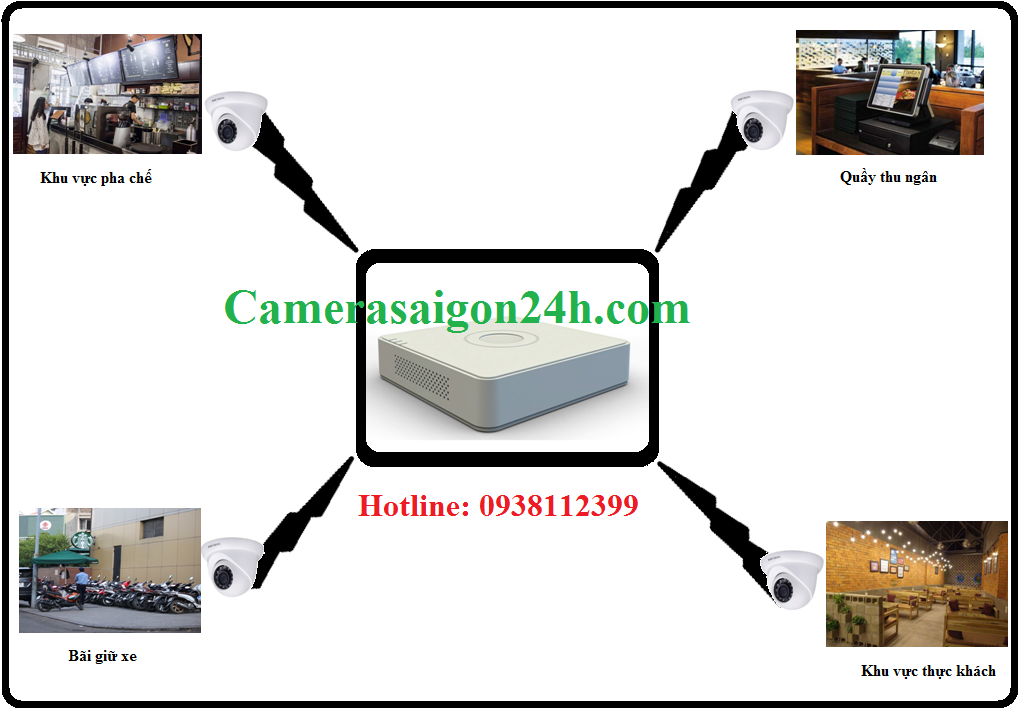 Khu vực pha chế
Quầy thu ngân
Camerasaigon24h.com
Hotline: 0938112399
Bãi giữ xe
Khu vực thực khách